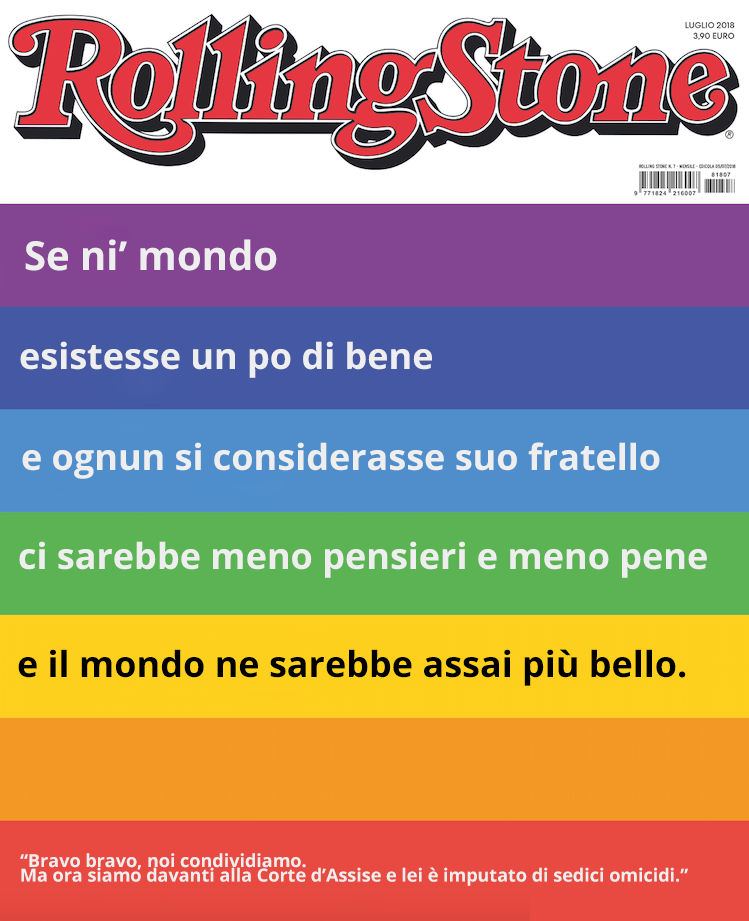 RollingStone
LUGLIO 2018
3,90 EURO
®
ROLLING STONE N. 7 - MENSILE - EDICOLA 05/07/2018
81807
9 771824 216007
Se ni’ mondo
esistesse un po di bene
e ognun si considerasse suo fratello
ci sarebbe meno pensieri e meno pene
e il mondo ne sarebbe assai più bello.
“Bravo bravo, noi condividiamo.
Ma ora siamo davanti alla Corte d’Assise e lei è imputato di sedici omicidi.”